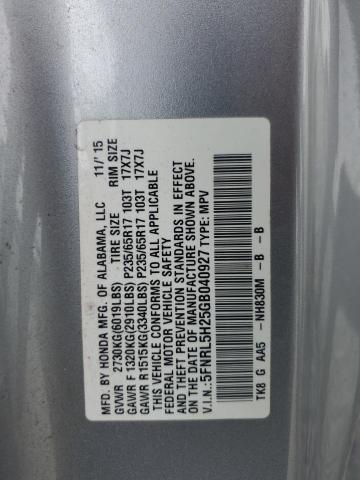 MFD. BY HONDA MFG. OF ALABAMA, LLC 11/'15
GVWR 2730KG(6019LBS) TIRE SIZE RIM SIZE
GAWR F 1320KG(2910LBS) P235/65R17 103T 17X7J
GAWR R 1515KG(3340LBS) P235/65R17 103T 17X7J
THIS VEHICLE CONFORMS TO ALL APPLICABLE
FEDERAL MOTOR VEHICLE SAFETY
AND THEFT PREVENTION STANDARDS IN EFFECT
ON THE DATE OF MANUFACTURE SHOWN ABOVE.
V.I.N.:5FNRL5H25GB040927 TYPE: MPV
TK8 G AA5 -NH830M - B - B